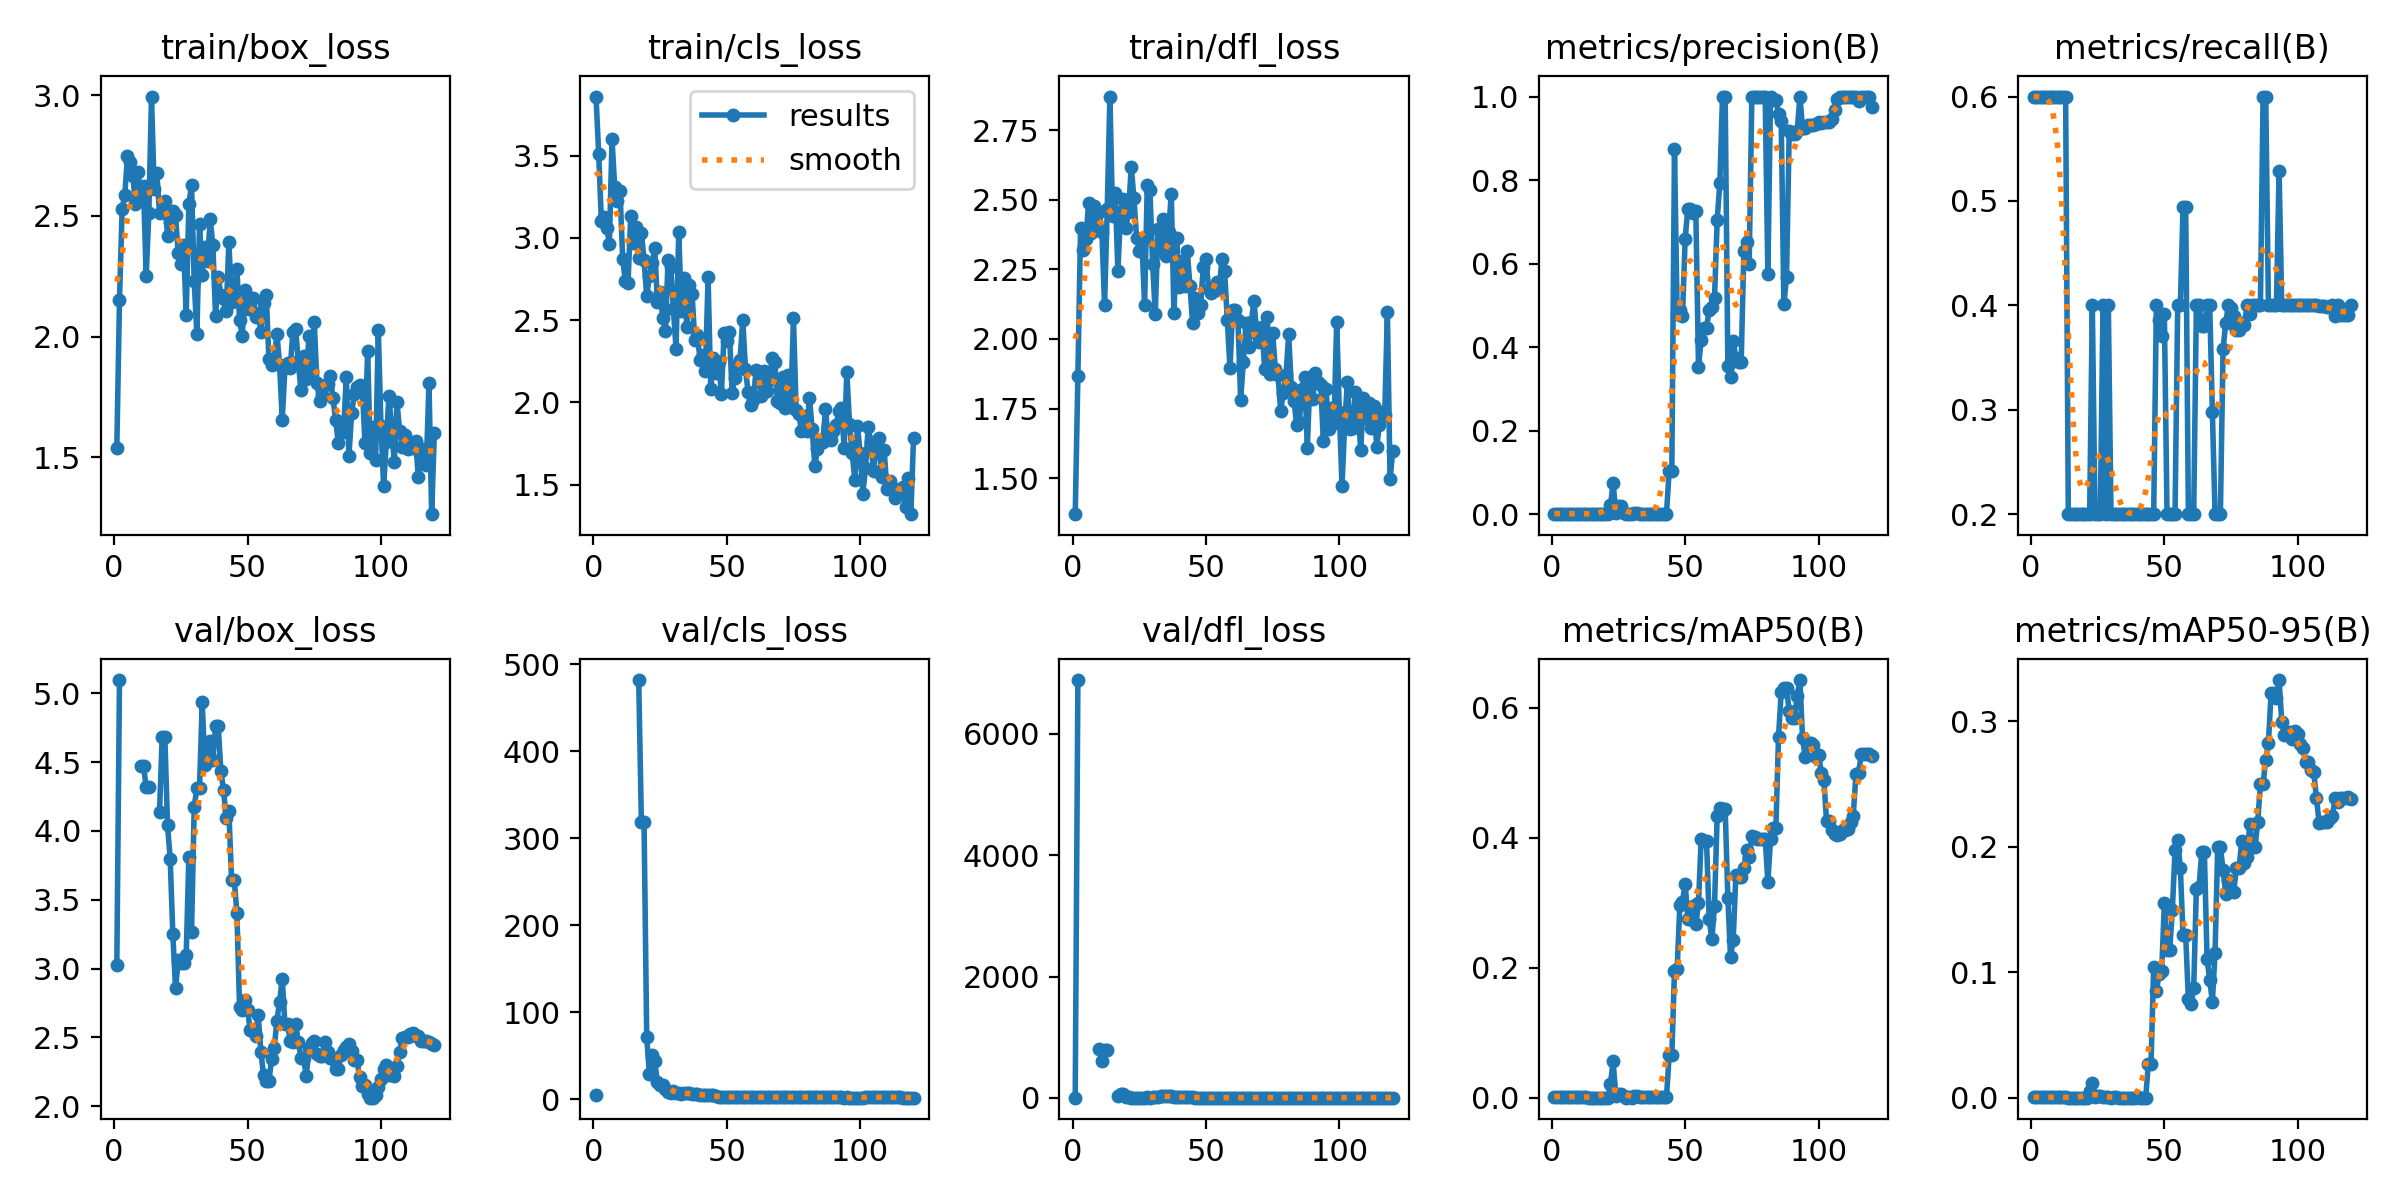 train/box_loss
3.0
2.5
2.0
1.5
0 50 100
train/cls_loss
results
smooth
3.5
3.0
2.5
2.0
1.5
0 50 100
train/dfl_loss
2.75
2.50
2.25
2.00
1.75
1.50
0 50 100
metrics/precision(B)
1.0
0.8
0.6
0.4
0.2
0.0
0 50 100
metrics/recall(B)
0.6
0.5
0.4
0.3
0.2
0 50 100
val/box_loss
5.0
4.5
4.0
3.5
3.0
2.5
2.0
0 50 100
val/cls_loss
500
400
300
200
100
0
0 50 100
val/dfl_loss
6000
4000
2000
0
0 50 100
metrics/mAP50(B)
0.6
0.4
0.2
0.0
0 50 100
metrics/mAP50-95(B)
0.3
0.2
0.1
0.0
0 50 100